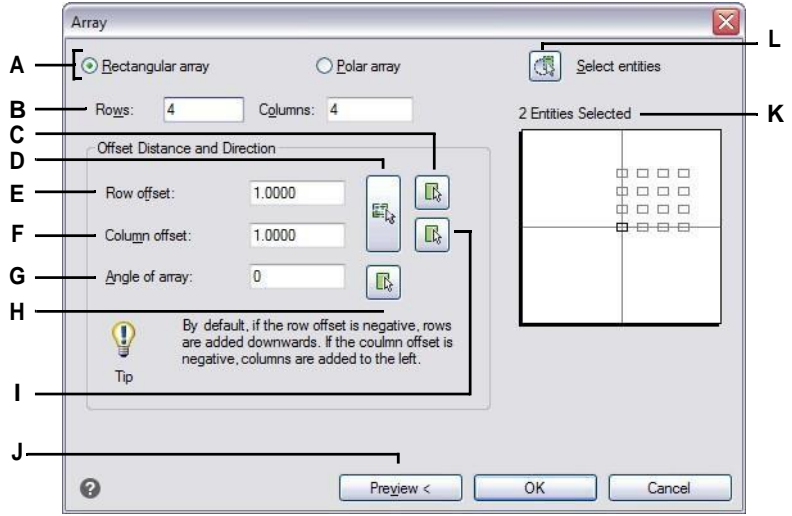 Array
L
A
Rectangular array
Polar array
Select entities
B
Rows: 4
Columns: 4
2 Entities Selected
K
C
Offset Distance and Direction
D
E
Row offset: 1.0000
F
Column offset: 1.0000
G
Angle of array: 0
H
By default, if the row offset is negative, rows
are added downwards. If the coulmn offset is
negative, columns are added to the left.
Tip
I
J
?
Preview <
OK
Cancel